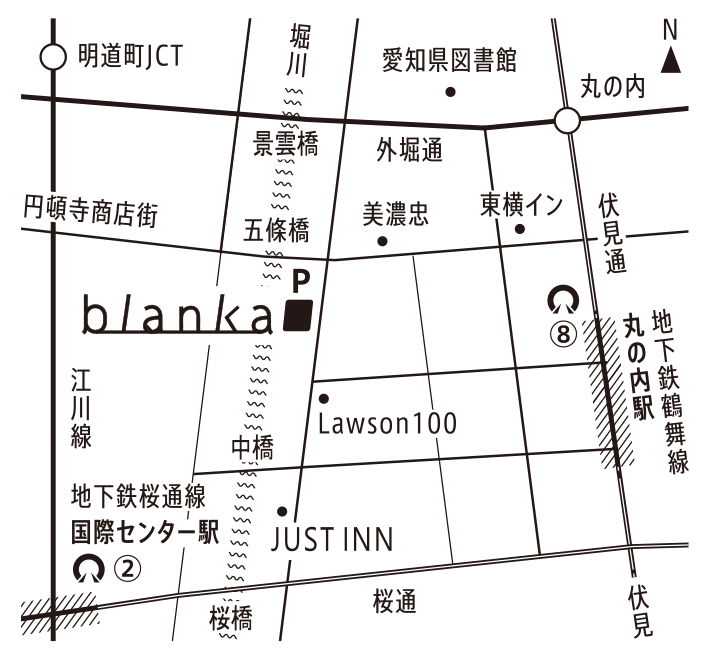 堀川
N
明道町JCT
愛知県図書館
丸の内
景雲橋
外堀通
円頓寺商店街
五條橋
美濃忠
東横イン
伏見通
P
blanka
⑧
丸の内駅
地下鉄鶴舞線
江川線
Lawson100
中橋
地下鉄桜通線
国際センター駅
②
JUST INN
桜橋
桜通
伏見